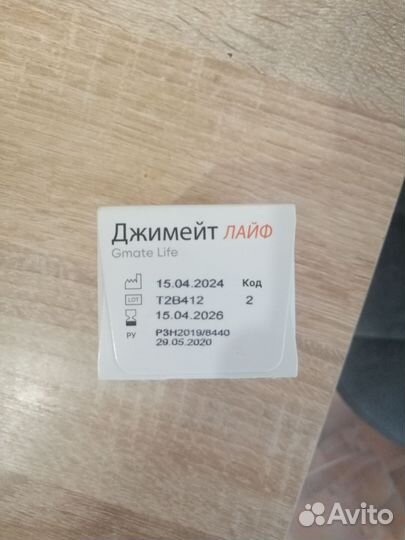 Джимейт ЛАЙФ
Gmate Life
15.04.2024 Код
LOT T2B412 2
15.04.2026
РУ РЗН2019/8440
29.05.2020
Avito